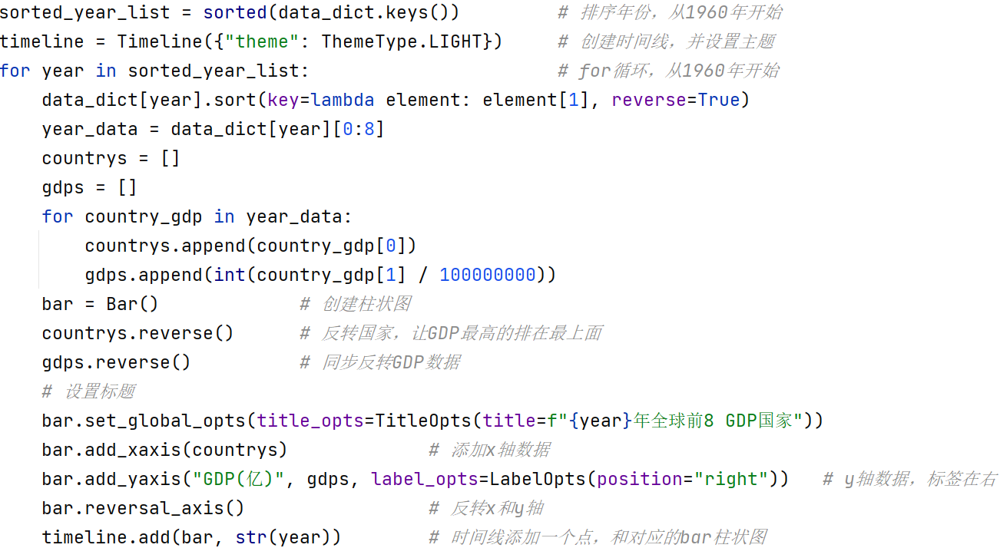 sorted_year_list = sorted(data_dict.keys())         # 排序年份，从1960年开始
timeline = Timeline({"theme": ThemeType.LIGHT})     # 创建时间线，并设置主题
for year in sorted_year_list:                       # for循环，从1960年开始
    data_dict[year].sort(key=lambda element: element[1], reverse=True)
    year_data = data_dict[year][0:8]
    countrys = []
    gdps = []
    for country_gdp in year_data:
        countrys.append(country_gdp[0])
        gdps.append(int(country_gdp[1] / 100000000))
    bar = Bar()             # 创建柱状图
    countrys.reverse()      # 反转国家，让GDP最高的排在最上面
    gdps.reverse()          # 同步反转GDP数据
    # 设置标题
    bar.set_global_opts(title_opts=TitleOpts(title=f"{year}年全球前8 GDP国家"))
    bar.add_xaxis(countrys)             # 添加x轴数据
    bar.add_yaxis("GDP(亿)", gdps, label_opts=LabelOpts(position="right"))   # y轴数据，标签在右
    bar.reversal_axis()                 # 反转x和y轴
    timeline.add(bar, str(year))        # 时间线添加一个点，和对应的bar柱状图